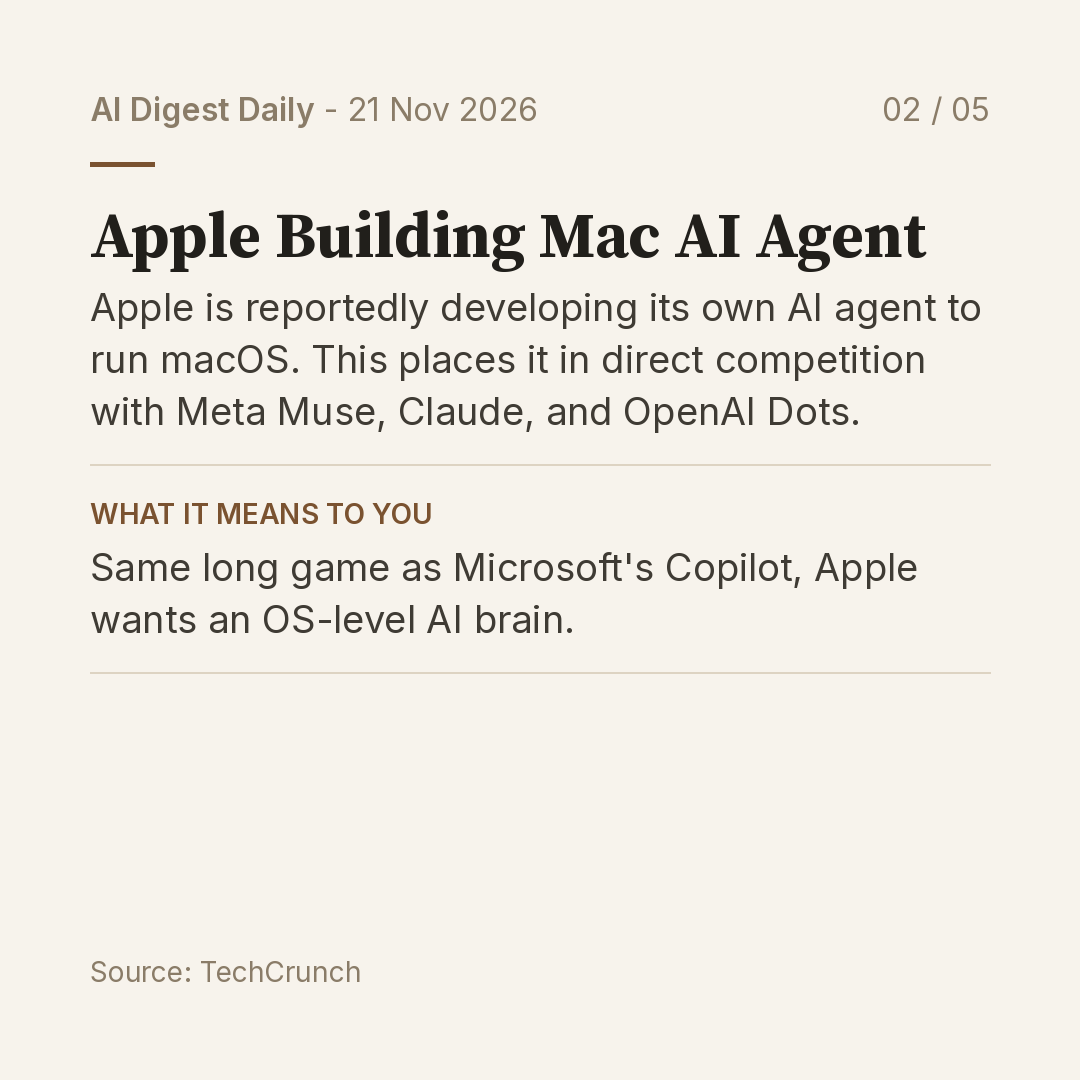 AI Digest Daily - 21 Nov 2026
02 / 05
Apple Building Mac AI Agent
Apple is reportedly developing its own AI agent to
run macOS. This places it in direct competition
with Meta Muse, Claude, and OpenAI Dots.
WHAT IT MEANS TO YOU
Same long game as Microsoft's Copilot, Apple
wants an OS-level AI brain.
Source: TechCrunch